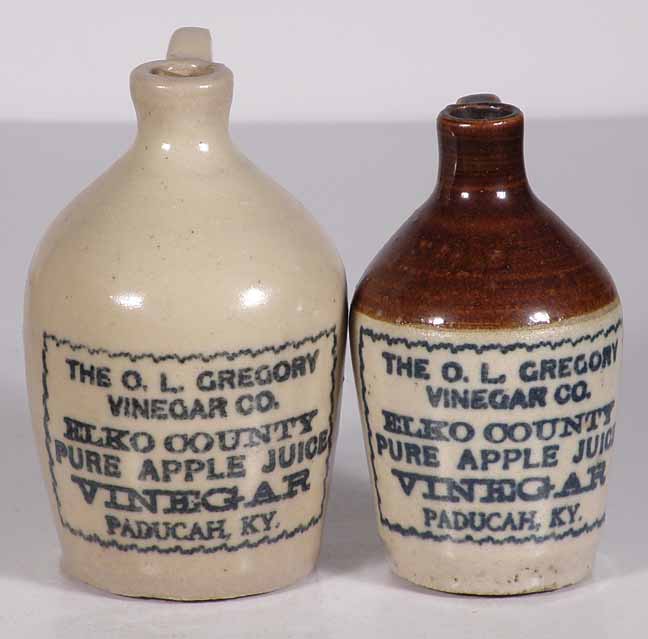 THE O. L. GREGORY
VINEGAR CO.
ELKO COUNTY
PURE APPLE JUICE
VINEGAR
PADUCAH, KY.
THE O. L. GREGORY
VINEGAR CO.
ELKO COUNTY
PURE APPLE JUICE
VINEGAR
PADUCAH, KY.